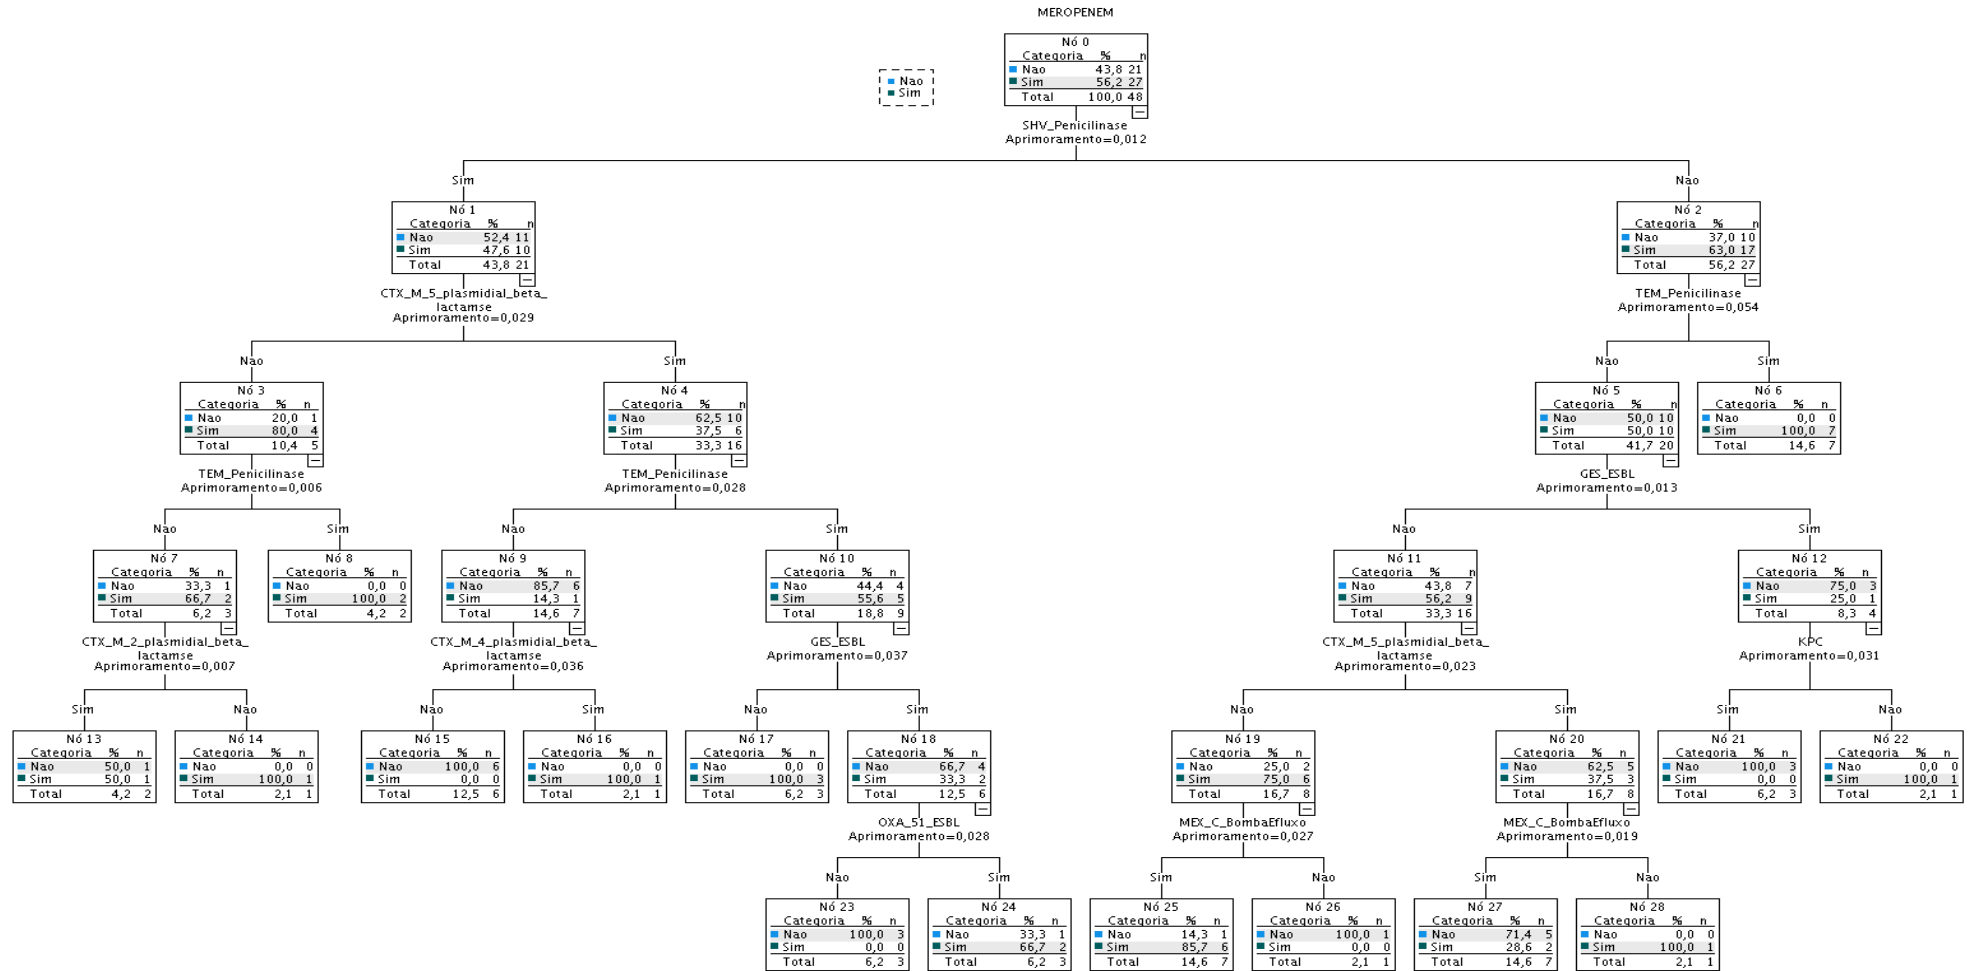 MEROPENEM
Nó 0
Categoria % n
Nao 43,8 21
Sim 56,2 27
Total 100,0 48
Nao
Sim
SHV_Penicilinase
Aprimoramento=0,012
Sim
Nao
Nó 1
Categoria % n
Nao 52,4 11
Sim 47,6 10
Total 43,8 21
Nó 2
Categoria % n
Nao 37,0 10
Sim 63,0 17
Total 56,2 27
CTX_M_5_plasmidial_beta_
lactamse
Aprimoramento=0,029
TEM_Penicilinase
Aprimoramento=0,054
Nao
Sim
Nao
Sim
Nó 3
Categoria % n
Nao 20,0 1
Sim 80,0 4
Total 10,4 5
Nó 4
Categoria % n
Nao 62,5 10
Sim 37,5 6
Total 33,3 16
Nó 5
Categoria % n
Nao 50,0 10
Sim 50,0 10
Total 41,7 20
Nó 6
Categoria % n
Nao 0,0 0
Sim 100,0 7
Total 14,6 7
TEM_Penicilinase
Aprimoramento=0,006
TEM_Penicilinase
Aprimoramento=0,028
GES_ESBL
Aprimoramento=0,013
Nao
Sim
Nao
Sim
Nao
Sim
Nó 7
Categoria % n
Nao 33,3 1
Sim 66,7 2
Total 6,2 3
Nó 8
Categoria % n
Nao 0,0 0
Sim 100,0 2
Total 4,2 2
Nó 9
Categoria % n
Nao 85,7 6
Sim 14,3 1
Total 14,6 7
Nó 10
Categoria % n
Nao 44,4 4
Sim 55,6 5
Total 18,8 9
Nó 11
Categoria % n
Nao 43,8 7
Sim 56,2 9
Total 33,3 16
Nó 12
Categoria % n
Nao 75,0 3
Sim 25,0 1
Total 8,3 4
CTX_M_2_plasmidial_beta_
lactamse
Aprimoramento=0,007
CTX_M_4_plasmidial_beta_
lactamse
Aprimoramento=0,036
GES_ESBL
Aprimoramento=0,037
CTX_M_5_plasmidial_beta_
lactamse
Aprimoramento=0,023
KPC
Aprimoramento=0,031
Sim
Nao
Nao
Sim
Nao
Sim
Nao
Sim
Sim
Nao
Nó 13
Categoria % n
Nao 50,0 1
Sim 50,0 1
Total 4,2 2
Nó 14
Categoria % n
Nao 0,0 0
Sim 100,0 1
Total 2,1 1
Nó 15
Categoria % n
Nao 100,0 6
Sim 0,0 0
Total 12,5 6
Nó 16
Categoria % n
Nao 0,0 0
Sim 100,0 1
Total 2,1 1
Nó 17
Categoria % n
Nao 0,0 0
Sim 100,0 3
Total 6,2 3
Nó 18
Categoria % n
Nao 66,7 4
Sim 33,3 2
Total 12,5 6
Nó 19
Categoria % n
Nao 25,0 2
Sim 75,0 6
Total 16,7 8
Nó 20
Categoria % n
Nao 62,5 5
Sim 37,5 3
Total 16,7 8
Nó 21
Categoria % n
Nao 100,0 3
Sim 0,0 0
Total 6,2 3
Nó 22
Categoria % n
Nao 0,0 0
Sim 100,0 1
Total 2,1 1
OXA_51_ESBL
Aprimoramento=0,028
MEX_C_BombaEfluxo
Aprimoramento=0,027
MEX_C_BombaEfluxo
Aprimoramento=0,019
Nao
Sim
Sim
Nao
Sim
Nao
Nó 23
Categoria % n
Nao 100,0 3
Sim 0,0 0
Total 6,2 3
Nó 24
Categoria % n
Nao 33,3 1
Sim 66,7 2
Total 6,2 3
Nó 25
Categoria % n
Nao 14,3 1
Sim 85,7 6
Total 14,6 7
Nó 26
Categoria % n
Nao 100,0 1
Sim 0,0 0
Total 2,1 1
Nó 27
Categoria % n
Nao 71,4 5
Sim 28,6 2
Total 14,6 7
Nó 28
Categoria % n
Nao 0,0 0
Sim 100,0 1
Total 2,1 1